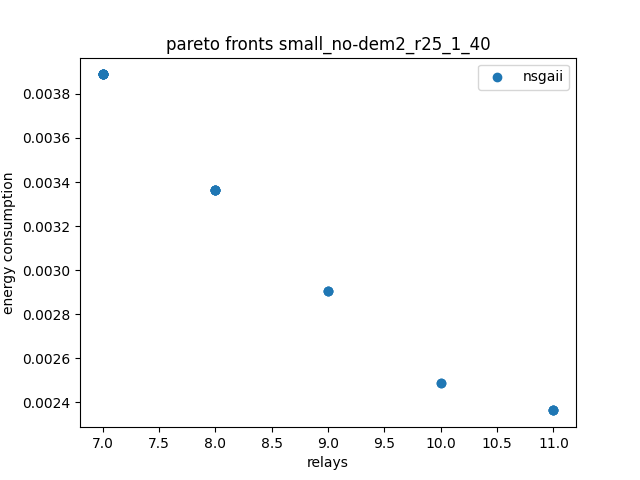 pareto fronts small_no-dem2_r25_1_40
nsgaii
energy consumption
0.0038
0.0036
0.0034
0.0032
0.0030
0.0028
0.0026
0.0024
7.0 7.5 8.0 8.5 9.0 9.5 10.0 10.5 11.0
relays